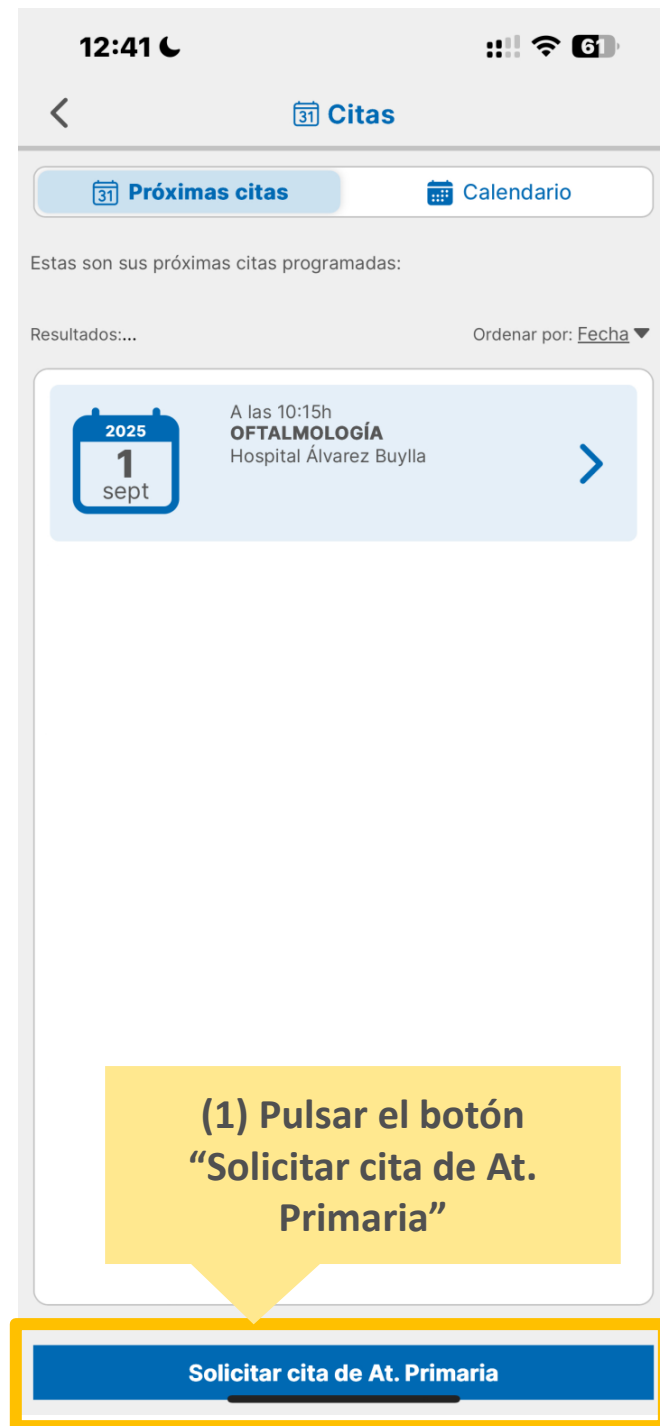 12:41
61
31 Citas
31 Próximas citas
Calendario
Estas son sus próximas citas programadas:
Resultados:...
Ordenar por: Fecha
2025
1
sept
A las 10:15h
OFTALMOLOGÍA
Hospital Álvarez Buylla
(1) Pulsar el botón
“Solicitar cita de At.
Primaria”
Solicitar cita de At. Primaria